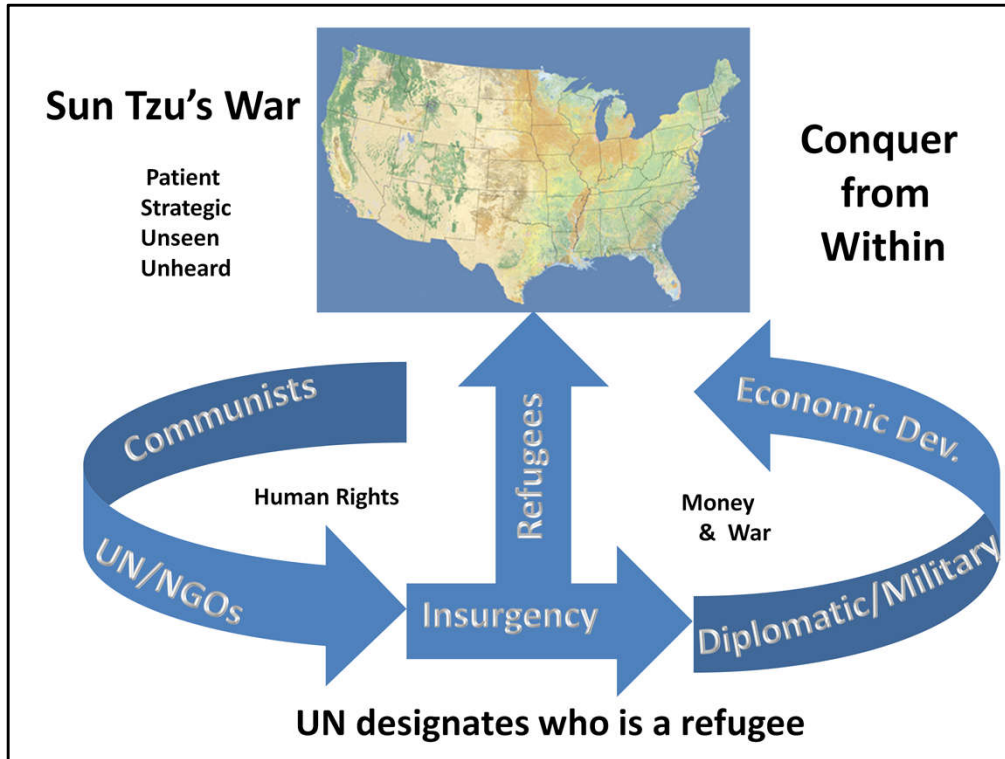 Sun Tzu's War
Patient
Strategic
Unseen
Unheard
Conquer
from
Within
Communists
UN/NGOs
Human Rights
Refugees
Insurgency
Money
& War
Economic Dev.
Diplomatic/Military
UN designates who is a refugee